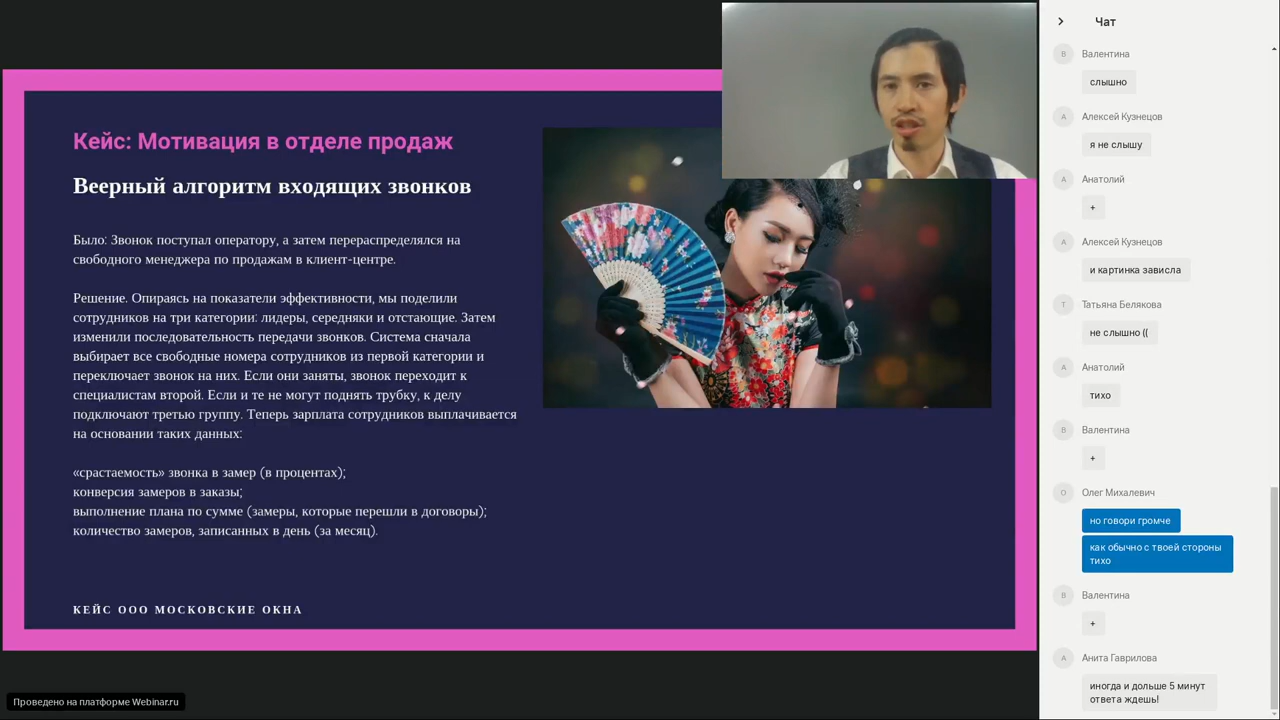 Кейс: Мотивация в отделе продаж
Веерный алгоритм входящих звонков
Было: Звонок поступал оператору, а затем перераспределялся на
свободного менеджера по продажам в клиент-центре.
Решение. Опираясь на показатели эффективности, мы поделили
сотрудников на три категории: лидеры, середняки и отстающие. Затем
изменили последовательность передачи звонков. Система сначала
выбирает все свободные номера сотрудников из первой категории и
переключает звонок на них. Если они заняты, звонок переходит к
специалистам второй. Если и те не могут поднять трубку, к делу
подключают третью группу. Теперь зарплата сотрудников выплачивается
на основании таких данных:
«срастаемость» звонка в замер (в процентах);
конверсия замеров в заказы;
выполнение плана по сумме (замеры, которые перешли в договоры);
количество замеров, записанных в день (за месяц).
КЕЙС ООО МОСКОВСКИЕ ОКНА
Проведено на платформе Webinar.ru
Чат
В
Валентина
слышно
А
Алексей Кузнецов
я не слышу
А
Анатолий
+
А
Алексей Кузнецов
и картинка зависла
Т
Татьяна Белякова
не слышно ((
А
Анатолий
тихо
В
Валентина
+
О
Олег Михалевич
но говори громче
как обычно с твоей стороны
тихо
В
Валентина
+
А
Анита Гаврилова
иногда и дольше 5 минут
ответа ждешь!